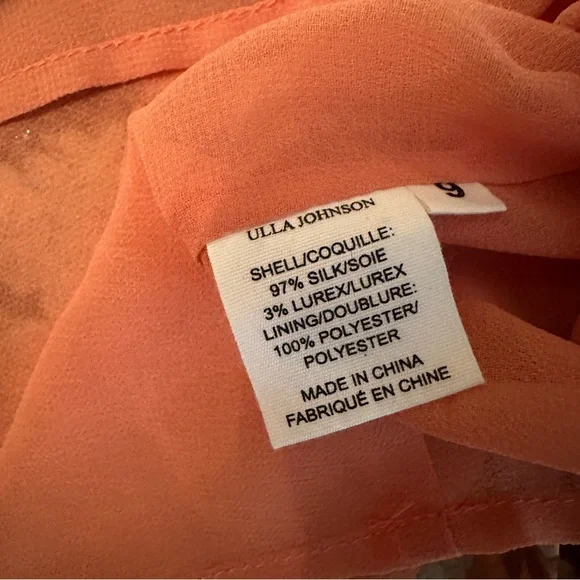 ULLA JOHNSON
9
SHELL/COQUILLE:
97% SILK/SOIE
3% LUREX/LUREX
LINING/DOUBLURE:
100% POLYESTER/
POLYESTER
MADE IN CHINA
FABRIQUÉ EN CHINE